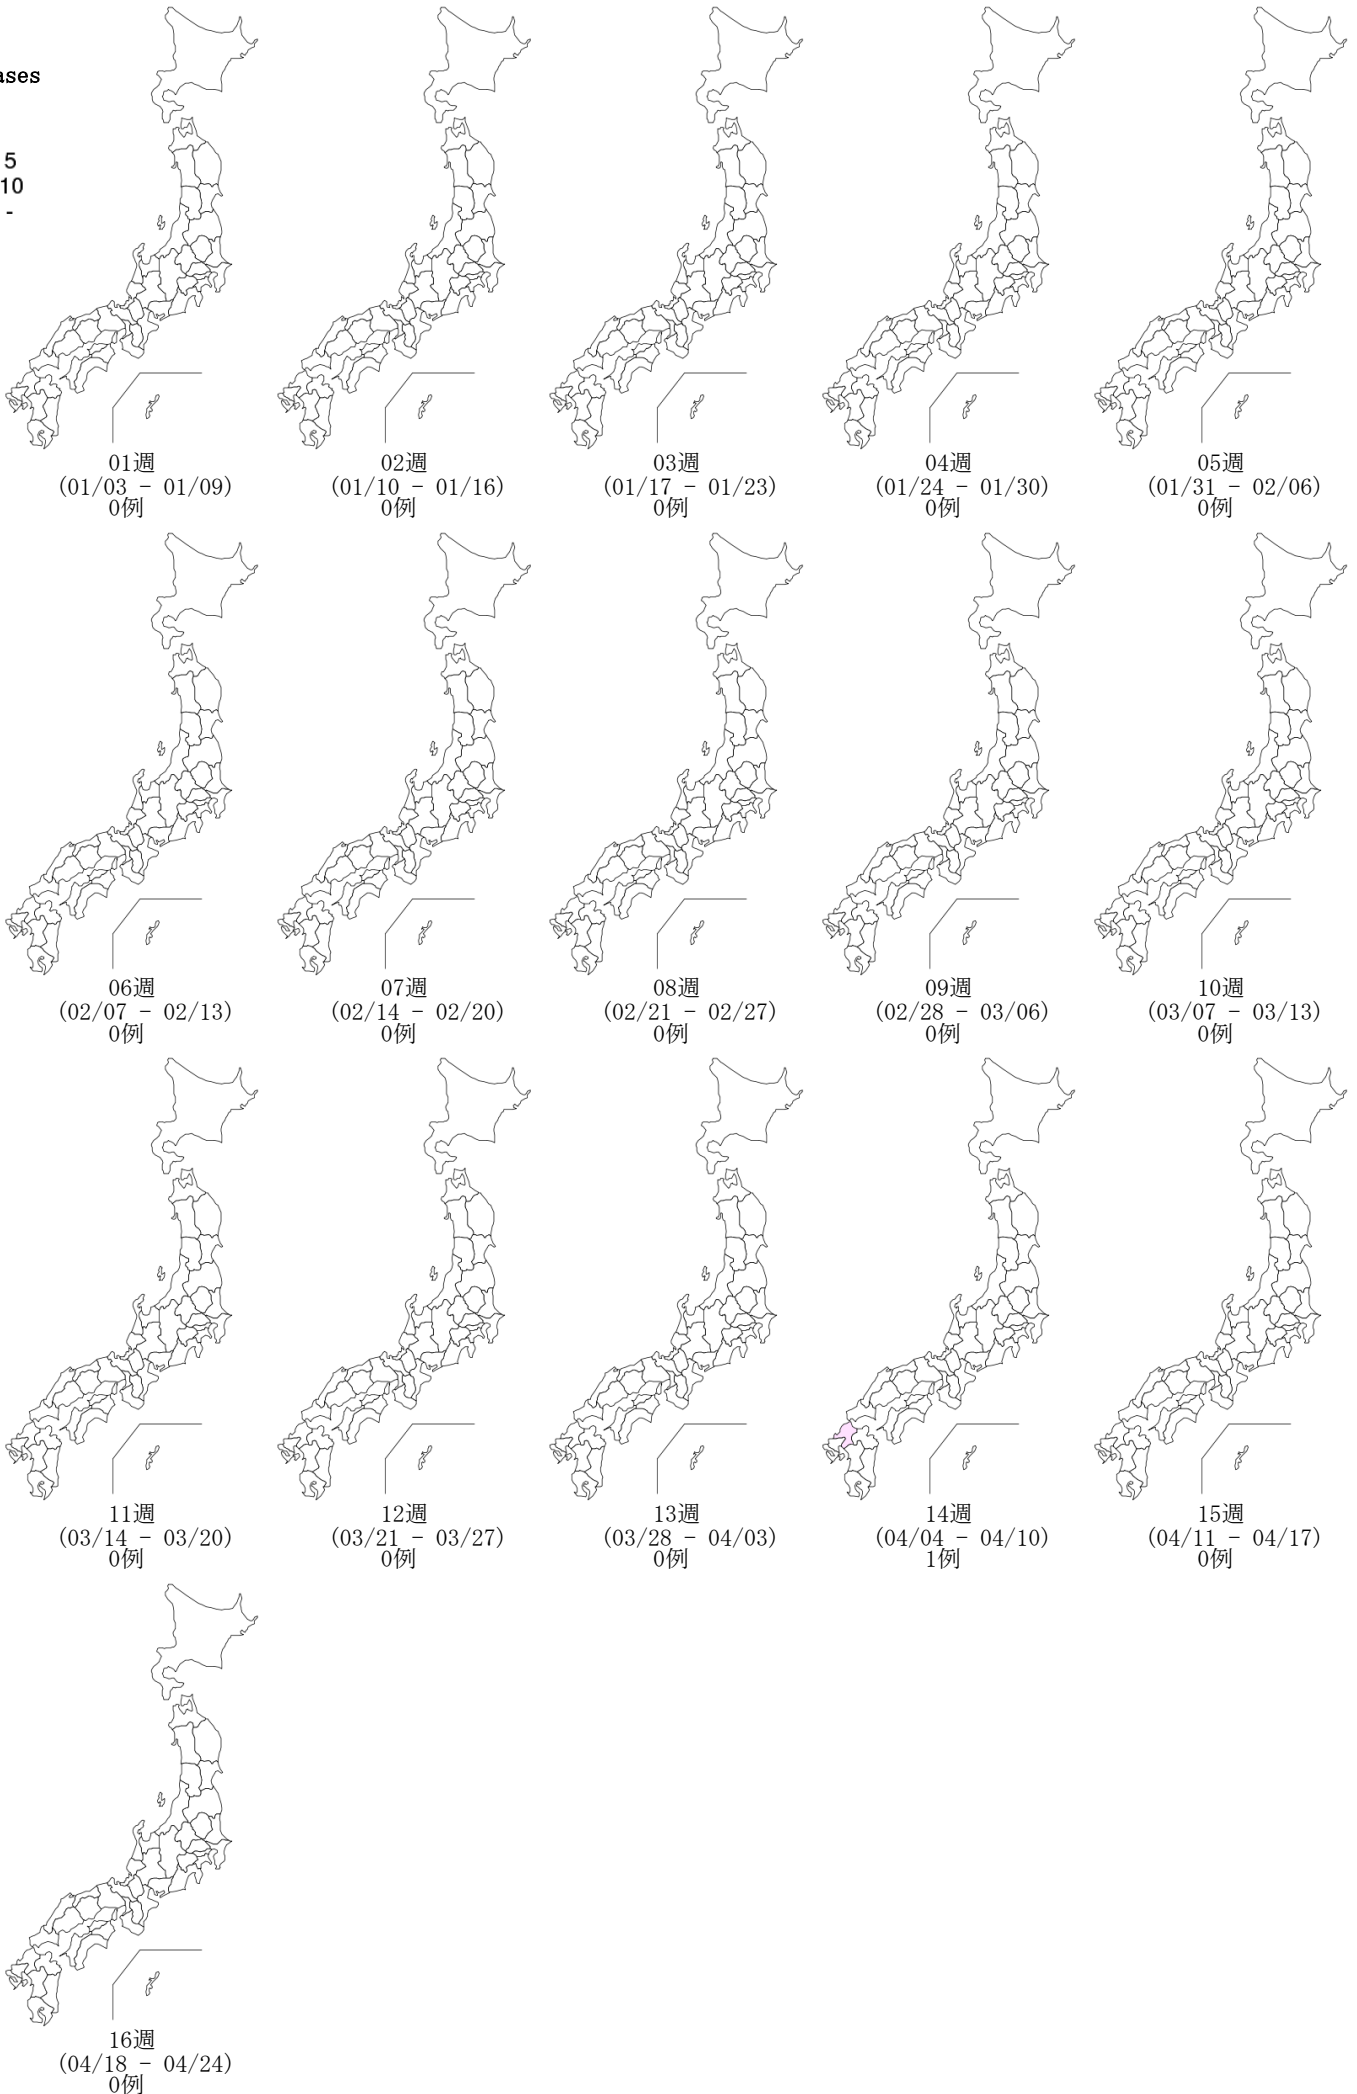 ases
5
10
-
01週
(01/03 - 01/09)
0例
02週
(01/10 - 01/16)
0例
03週
(01/17 - 01/23)
0例
04週
(01/24 - 01/30)
0例
05週
(01/31 - 02/06)
0例
06週
(02/07 - 02/13)
0例
07週
(02/14 - 02/20)
0例
08週
(02/21 - 02/27)
0例
09週
(02/28 - 03/06)
0例
10週
(03/07 - 03/13)
0例
11週
(03/14 - 03/20)
0例
12週
(03/21 - 03/27)
0例
13週
(03/28 - 04/03)
0例
14週
(04/04 - 04/10)
1例
15週
(04/11 - 04/17)
0例
16週
(04/18 - 04/24)
0例